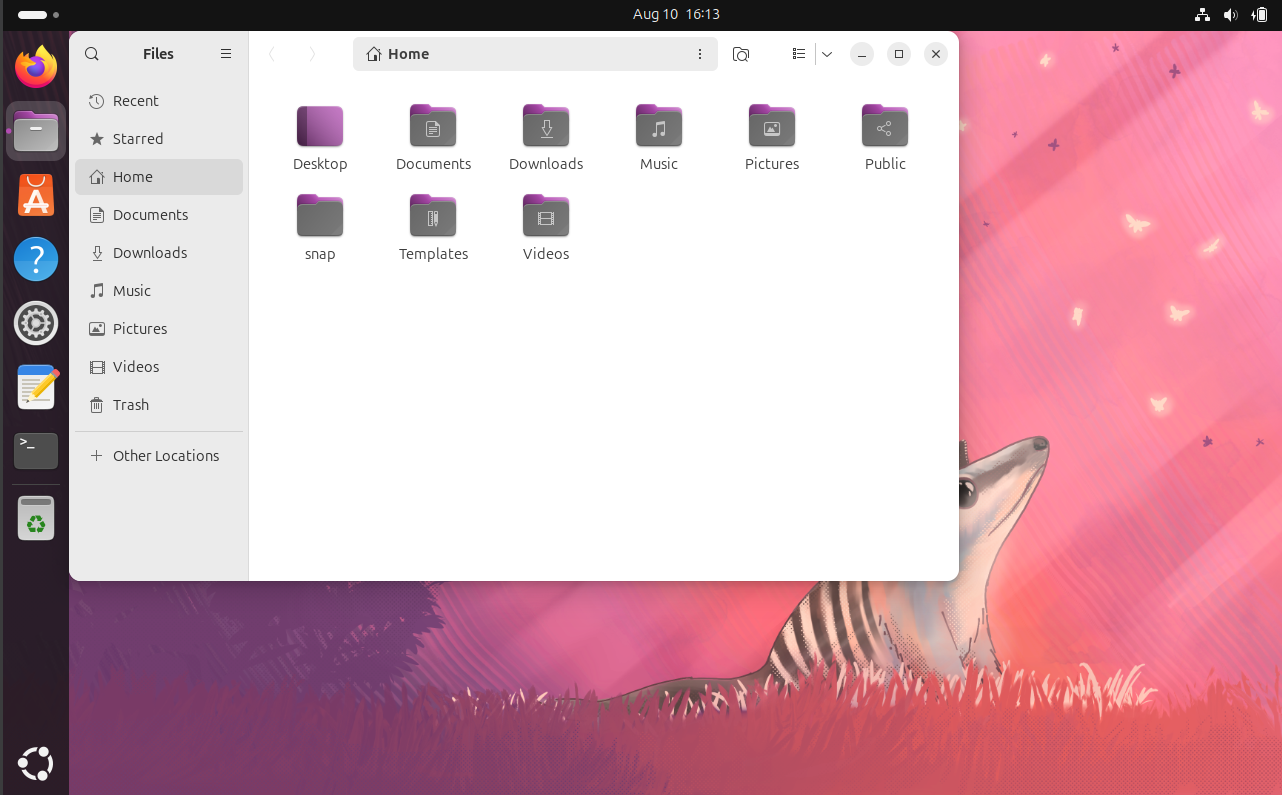 Aug 10 16:13
Files
Home
Recent
Starred
Home
Documents
Downloads
Music
Pictures
Videos
Trash
Other Locations
Desktop
Documents
Downloads
Music
Pictures
Public
snap
Templates
Videos
A
?
>_